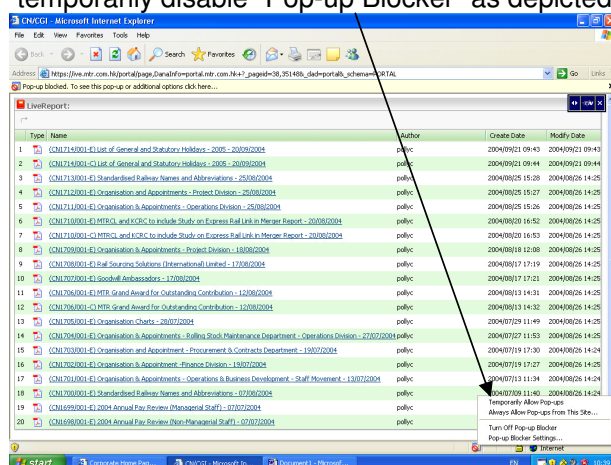 temporarily disable "Pop-up Blocker" as depicted
CN/CGI - Microsoft Internet Explorer
File Edit View Favorites Tools Help
Back Search Favorites
Address https://ive.mtr.com.hk/portal/page,DanaInfo=portal.mtr.com.hk+?_pageid=38,35148&_dad=portal&_schema=PORTAL Go Links
Pop-up blocked. To see this pop-up or additional options click here...
LiveReport:
Type Name Author Create Date Modify Date
1 (CN1714/001-E) List of General and Statutory Holidays - 2005 - 20/09/2004 pollyc 2004/09/21 09:43 2004/09/21 09:43
2 (CN1714/001-C) List of General and Statutory Holidays - 2005 - 20/09/2004 pollyc 2004/09/21 09:44 2004/09/21 09:44
3 (CN1713/001-E) Standardised Railway Names and Abbreviations - 25/08/2004 pollyc 2004/08/25 15:28 2004/08/26 14:25
4 (CN1712/001-E) Organisation and Appointments - Project Division - 25/08/2004 pollyc 2004/08/25 15:27 2004/08/26 14:25
5 (CN1711/001-E) Organisation & Appointments - Operations Division - 25/08/2004 pollyc 2004/08/25 15:26 2004/08/26 14:25
6 (CN1710/001-E) MTRCL and KCRC to include Study on Express Rail Link in Merger Report - 20/08/2004 pollyc 2004/08/20 16:52 2004/08/26 14:25
7 (CN1710/001-C) MTRCL and KCRC to include Study on Express Rail Link in Merger Report - 20/08/2004 pollyc 2004/08/20 16:53 2004/08/26 14:25
8 (CN1709/001-E) Organisation & Appointments - Project Division - 18/08/2004 pollyc 2004/08/18 12:08 2004/08/26 14:25
9 (CN1708/001-E) Rail Sourcing Solutions (International) Limited - 17/08/2004 pollyc 2004/08/17 17:19 2004/08/26 14:25
10 (CN1707/001-E) Goodwill Ambassadors - 17/08/2004 pollyc 2004/08/17 17:21 2004/08/26 14:25
11 (CN1706/001-E) MTR Grand Award for Outstanding Contribution - 12/08/2004 pollyc 2004/08/13 14:31 2004/08/26 14:25
12 (CN1706/001-C) MTR Grand Award for Outstanding Contribution - 12/08/2004 pollyc 2004/08/13 14:32 2004/08/26 14:25
13 (CN1705/001-E) Organisation Charts - 28/07/2004 pollyc 2004/07/29 11:49 2004/08/26 14:25
14 (CN1704/001-E) Organisation & Appointments - Rolling Stock Maintenance Department - Operations Division - 27/07/2004 pollyc 2004/07/27 11:53 2004/08/26 14:25
15 (CN1703/001-E) Organisation and Appointment - Procurement & Contracts Department - 19/07/2004 pollyc 2004/07/19 17:30 2004/08/26 14:24
16 (CN1702/001-E) Organisation & Appointment -Finance Division - 19/07/2004 pollyc 2004/07/19 17:27 2004/08/26 14:24
17 (CN1701/001-E) Organisation & Appointments - Operations & Business Development - Staff Movement - 13/07/2004 pollyc 2004/07/13 11:34 2004/08/26 14:24
18 (CN1700/001-E) Standardised Railway Names and Abbreviations - 07/08/2004 pollyc 2004/07/09 11:40 2004/08/26 14:24
19 (CN1699/001-E) 2004 Annual Pay Review (Managerial Staff) - 07/07/2004 pollyc
20 (CN1698/001-E) 2004 Annual Pay Review (Non-Managerial Staff) - 07/07/2004 pollyc
Temporarily Allow Pop-ups
Always Allow Pop-ups from This Site...
Turn Off Pop-up Blocker
Pop-up Blocker Settings...
Internet
start Corporate Home Pag... CN/CGI - Microsoft In... Document1 - Microsof... EN 10:39